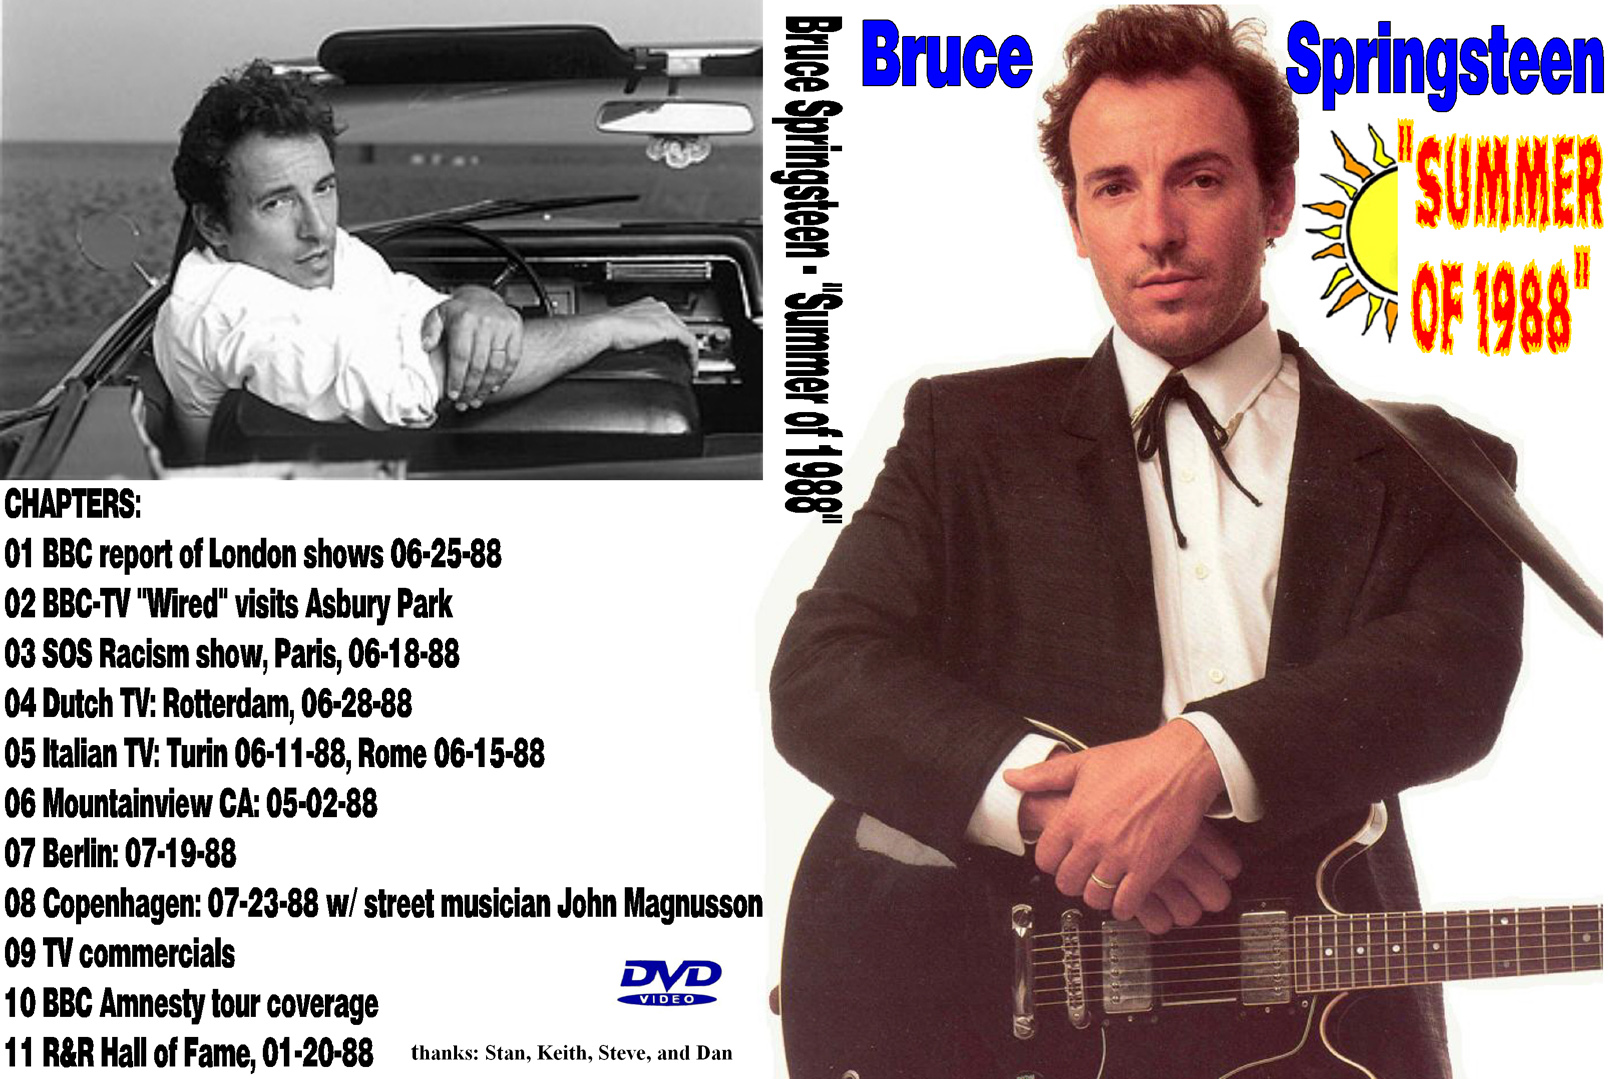 CHAPTERS:
01 BBC report of London shows 06-25-88
02 BBC-TV "Wired" visits Asbury Park
03 SOS Racism show, Paris, 06-18-88
04 Dutch TV: Rotterdam, 06-28-88
05 Italian TV: Turin 06-11-88, Rome 06-15-88
06 Mountainview CA: 05-02-88
07 Berlin: 07-19-88
08 Copenhagen: 07-23-88 w/ street musician John Magnusson
09 TV commercials
10 BBC Amnesty tour coverage
11 R&R Hall of Fame, 01-20-88
DVD
VIDEO
thanks: Stan, Keith, Steve, and Dan
Bruce Springsteen - "Summer of 1988"
Bruce Springsteen
"SUMMER
OF 1988"